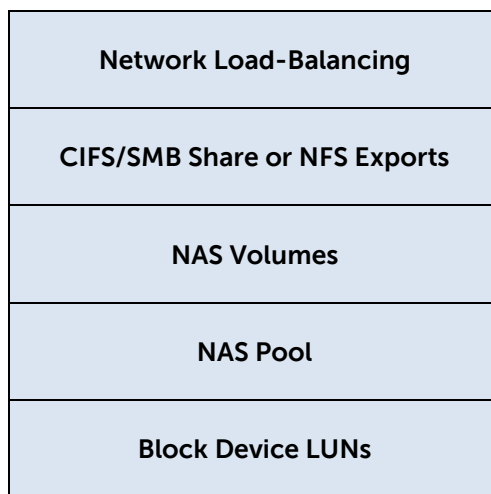 Network Load-Balancing
CIFS/SMB Share or NFS Exports
NAS Volumes
NAS Pool
Block Device LUNs